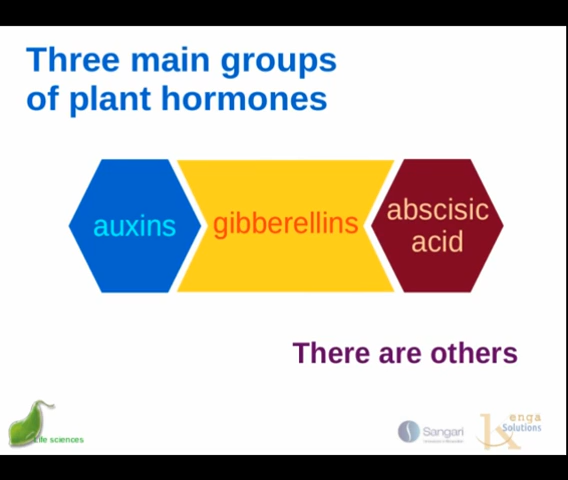 Three main groups
of plant hormones
auxins
gibberellins
abscisic
acid
There are others
Life sciences
Sangari
enga
Solutions